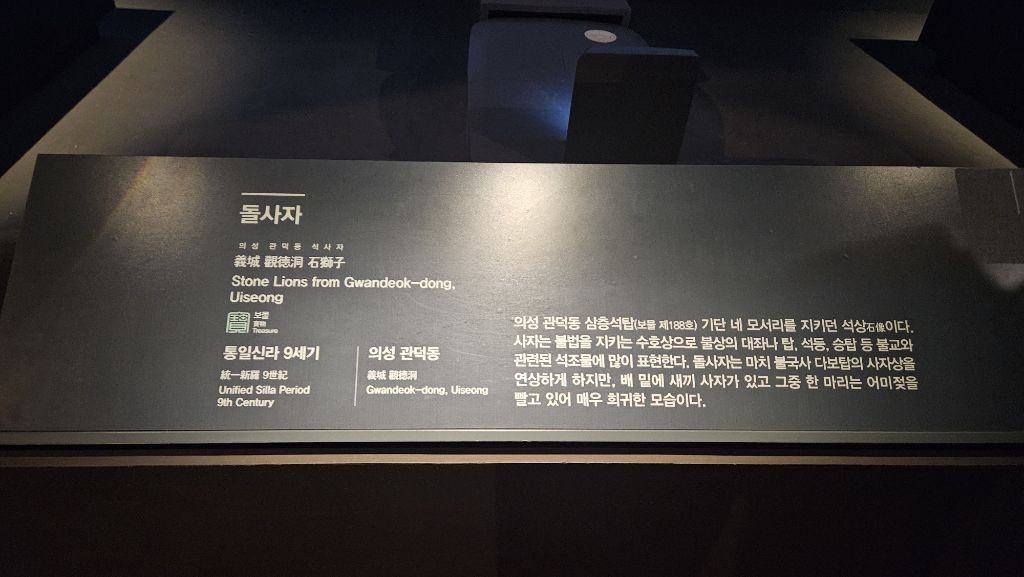 돌사자
의성 관덕동 석사자
義城 觀德洞 石獅子
Stone Lions from Gwandeok-dong,
Uiseong
보물
寶物
Treasure
통일신라 9세기
統一新羅 9世紀
Unified Silla Period
9th Century
의성 관덕동
義城 觀德洞
Gwandeok-dong, Uiseong
의성 관덕동 삼층석탑(보물 제188호) 기단 네 모서리를 지키던 석상石像이다.
사자는 불법을 지키는 수호상으로 불상의 대좌나 탑, 석등, 승탑 등 불교와
관련된 석조물에 많이 표현한다. 돌사자는 마치 불국사 다보탑의 사자상을
연상하게 하지만, 배 밑에 새끼 사자가 있고 그중 한 마리는 어미젖을
빨고 있어 매우 희귀한 모습이다.